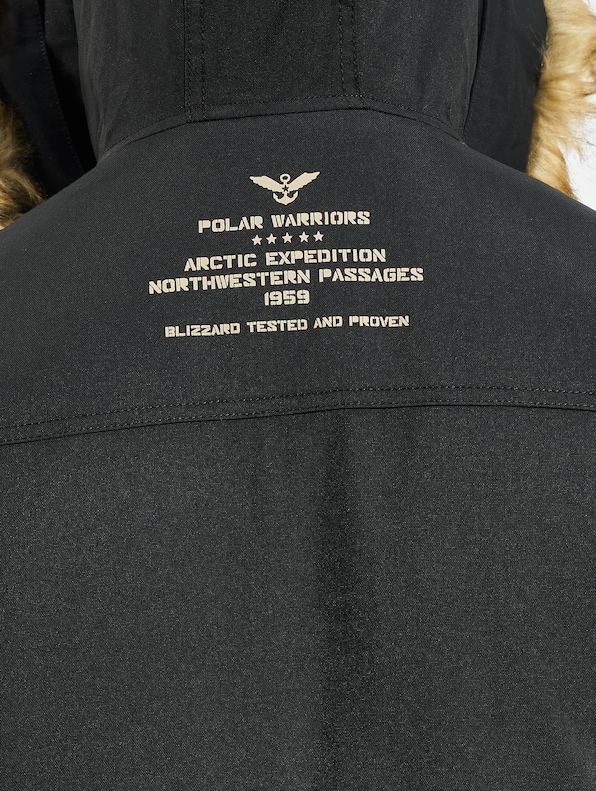 POLAR WARRIORS
ARCTIC EXPEDITION
NORTHWESTERN PASSAGES
1959
BLIZZARD TESTED AND PROVEN